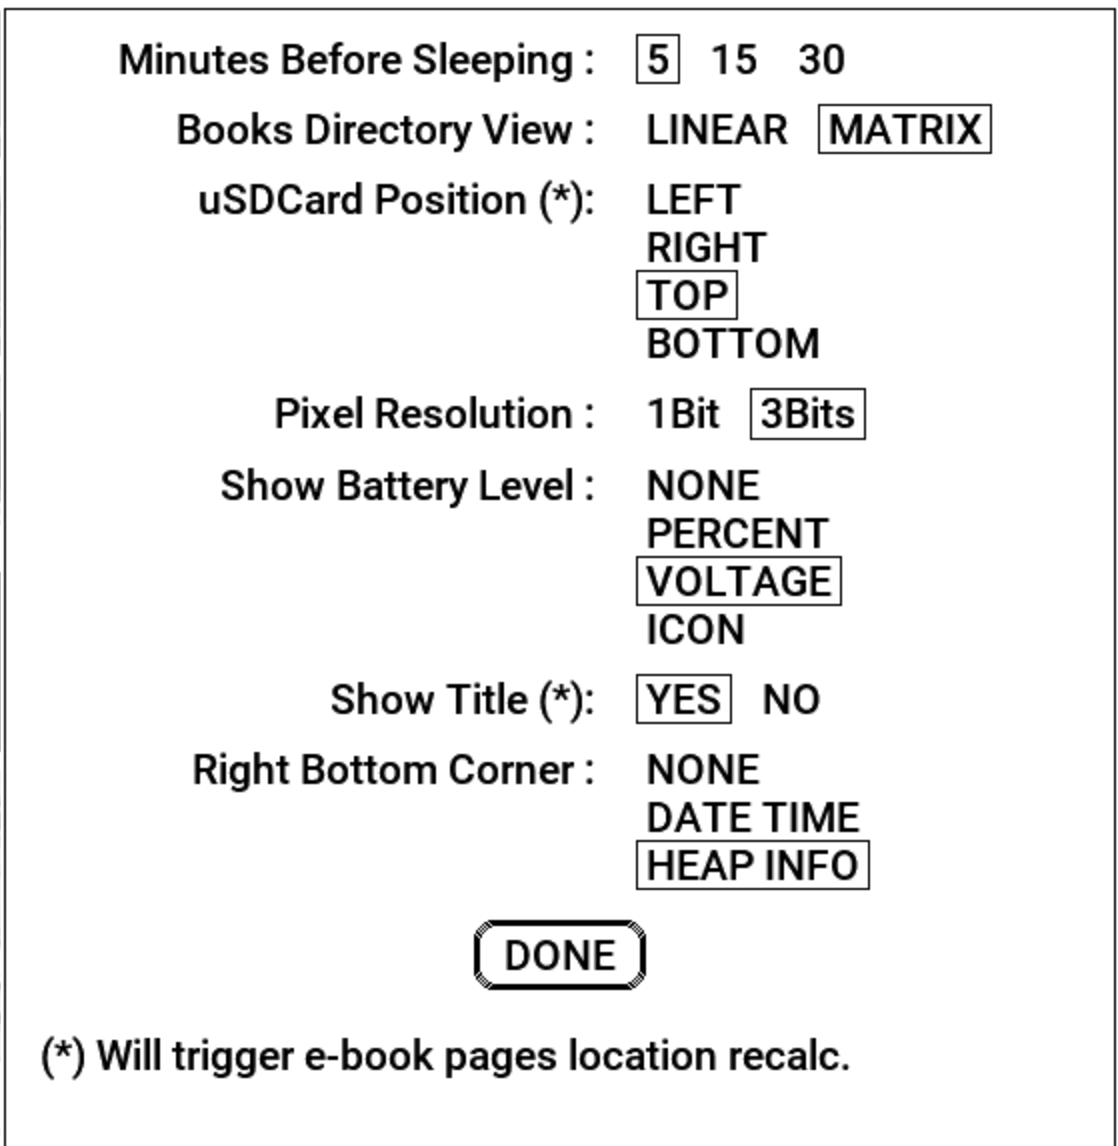 Minutes Before Sleeping : 5 15 30
Books Directory View : LINEAR MATRIX
uSDCard Position (*): LEFT
RIGHT
TOP
BOTTOM
Pixel Resolution : 1Bit 3Bits
Show Battery Level : NONE
PERCENT
VOLTAGE
ICON
Show Title (*): YES NO
Right Bottom Corner : NONE
DATE TIME
HEAP INFO
DONE
(*) Will trigger e-book pages location recalc.